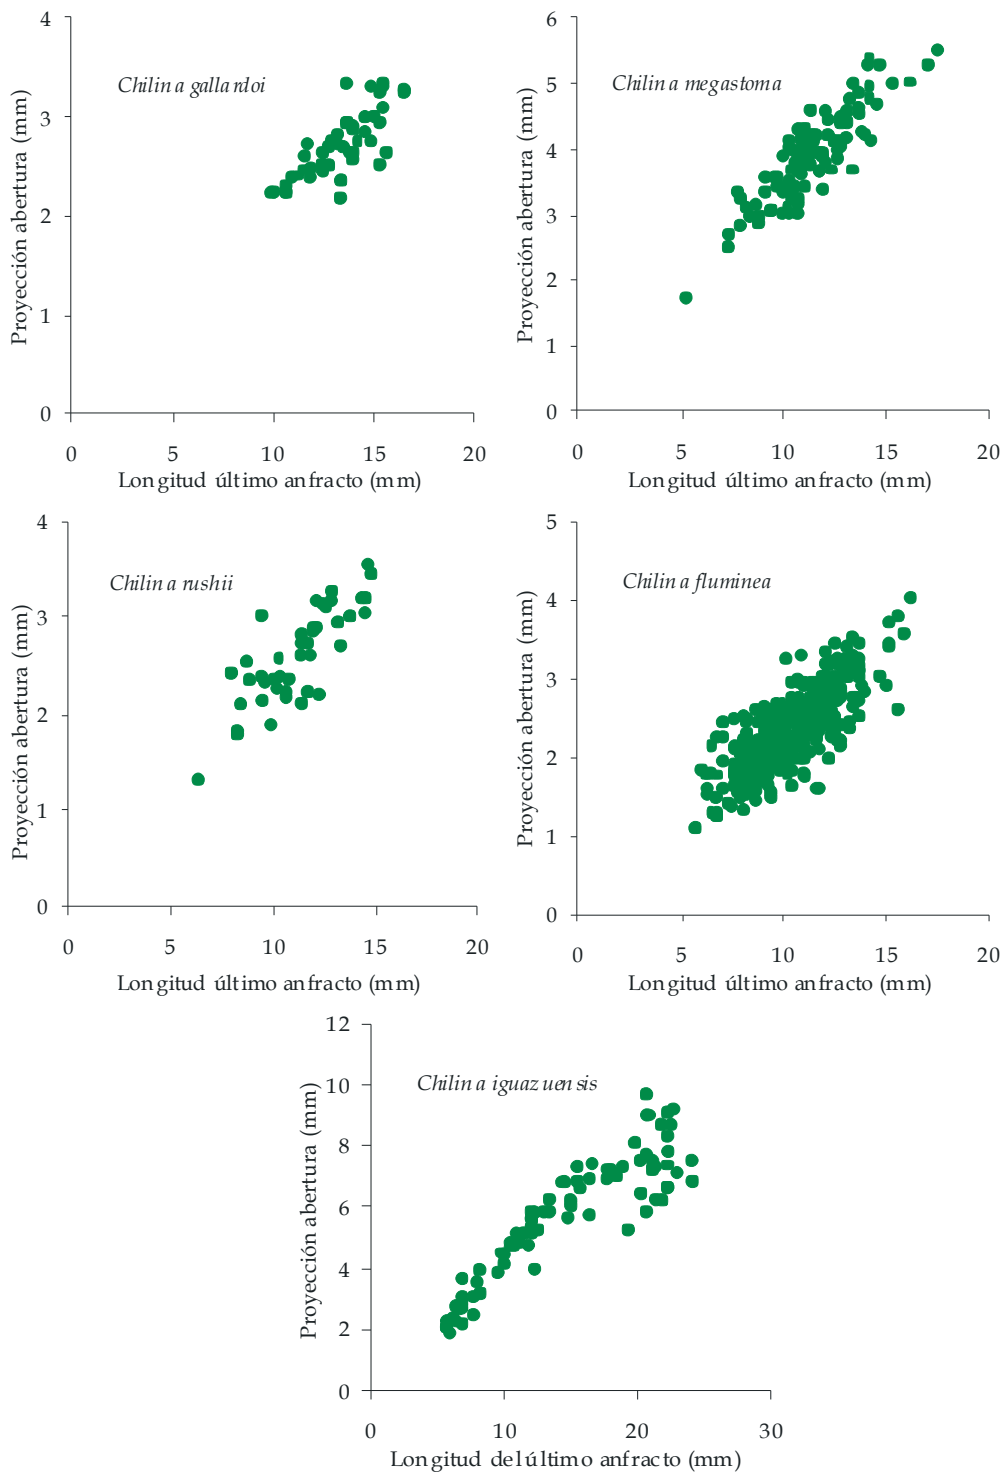 4
Chilina gallardoi
3
2
1
0
Proyección abertura (mm)
0 5 10 15 20
Longitud último anfracto (mm)
6
Chilina megastoma
5
4
3
2
1
0
Proyección abertura (mm)
0 5 10 15 20
Longitud último anfracto (mm)
4
Chilina rushii
3
2
1
0
Proyección abertura (mm)
0 5 10 15 20
Longitud último anfracto (mm)
5
Chilina fluminea
4
3
2
1
0
Proyección abertura (mm)
0 5 10 15 20
Longitud último anfracto (mm)
12
Chilina iguazuensis
10
8
6
4
2
0
Proyección abertura (mm)
0 10 20 30
Longitud del último anfracto (mm)